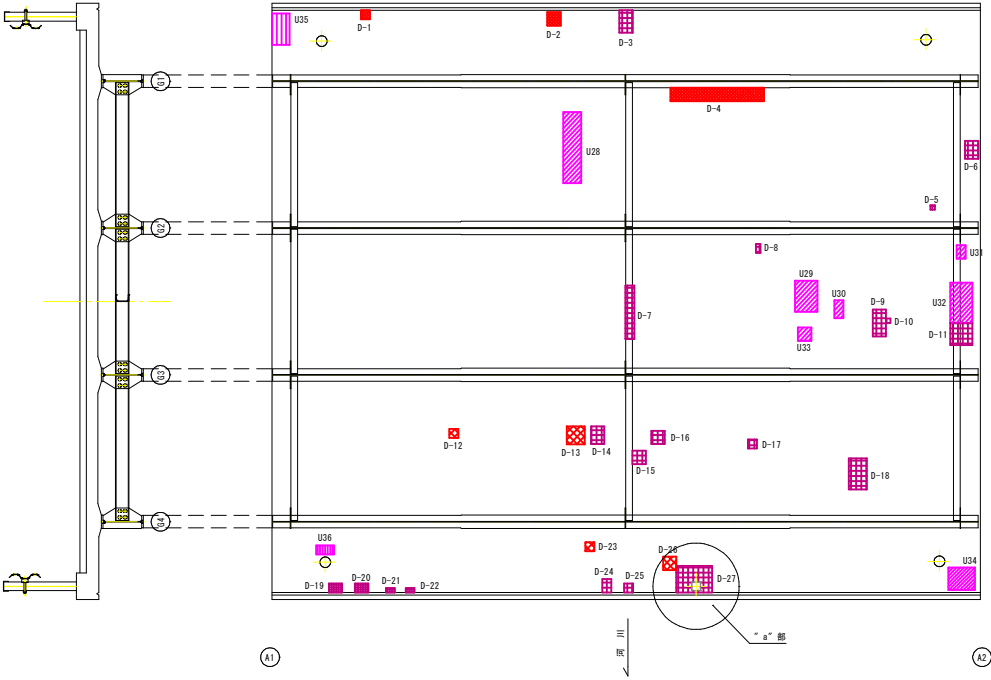 U35
D-1
D-2
D-3
G1
D-4
U28
D-6
D-5
G2
D-8
U31
U29
U30
U32
D-9
D-7
D-10
D-11
U33
G3
D-12
D-13
D-14
D-16
D-17
D-15
D-18
G4
U36
D-23
D-26
U34
D-19
D-20
D-21
D-22
D-24
D-25
D-27
河川
"a"部
A1
A2